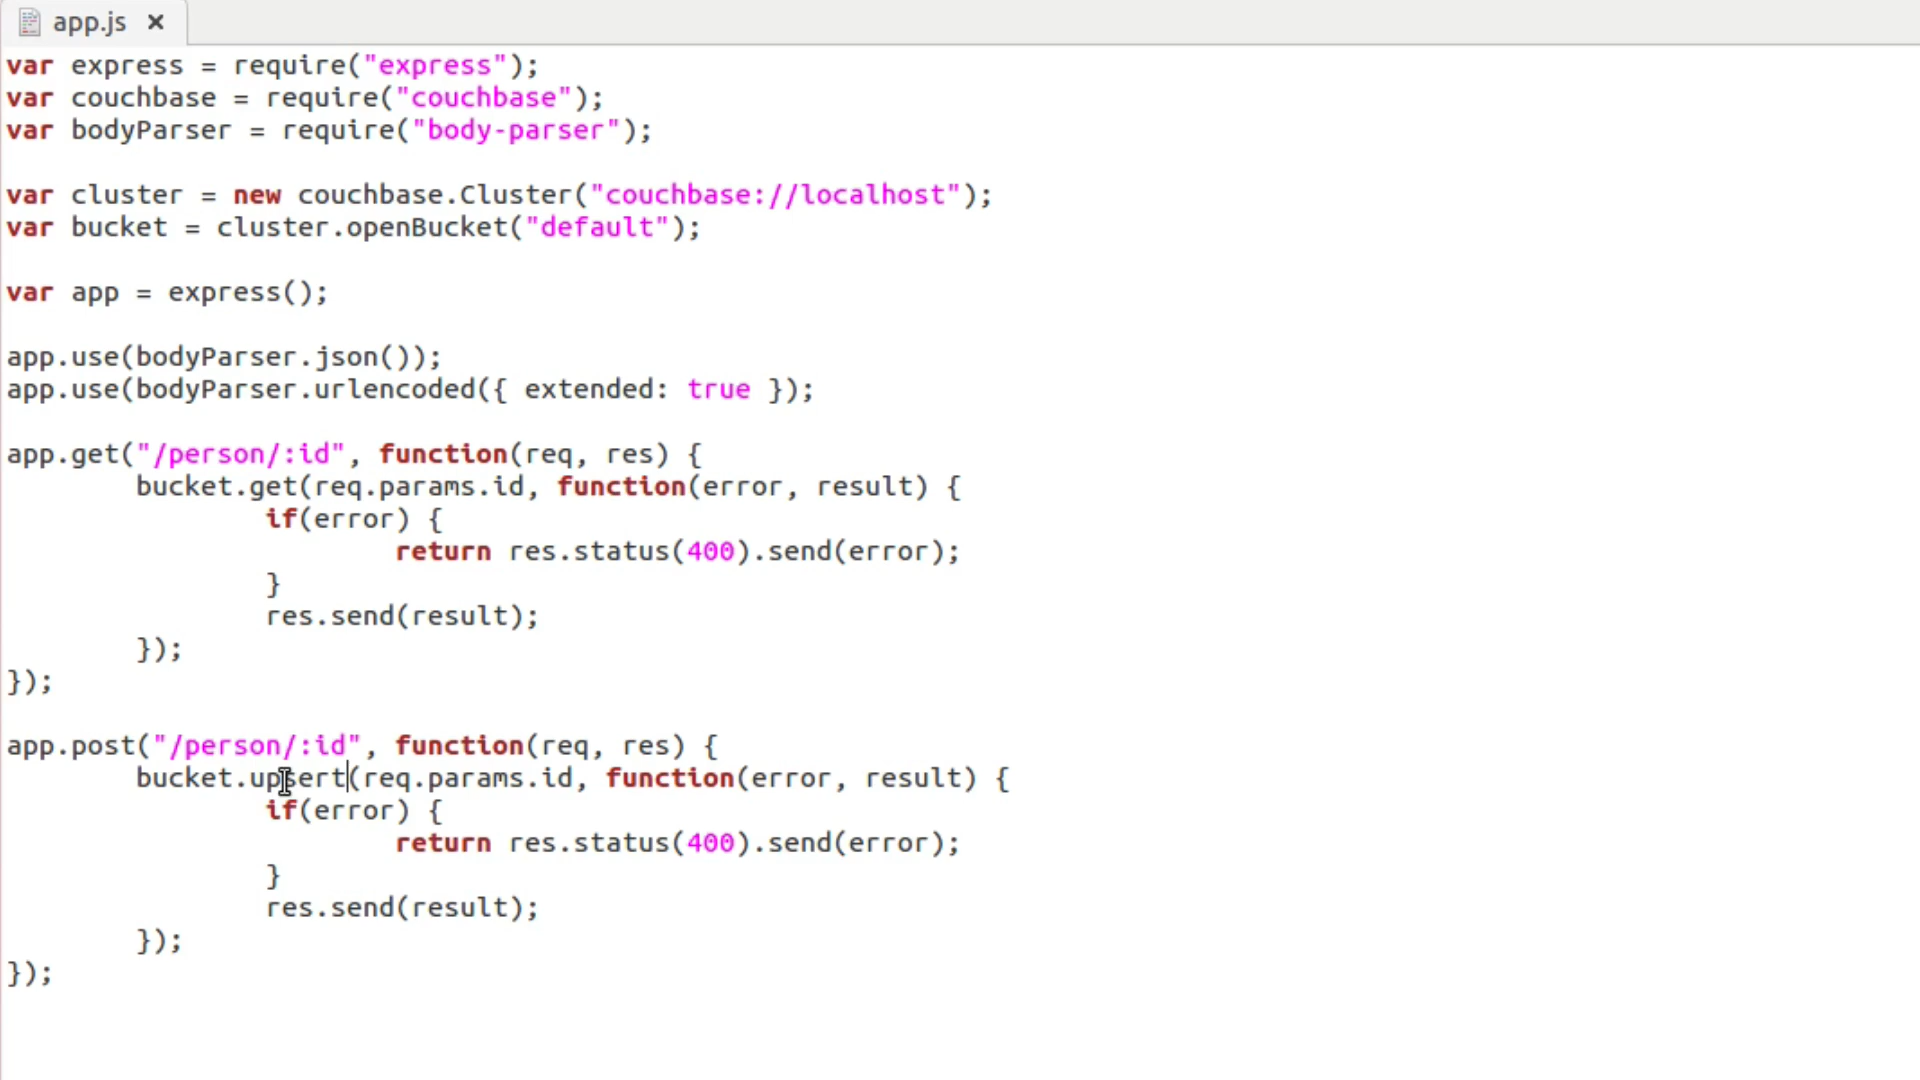 app.js ×
var express = require("express");
var couchbase = require("couchbase");
var bodyParser = require("body-parser");
var cluster = new couchbase.Cluster("couchbase://localhost");
var bucket = cluster.openBucket("default");
var app = express();
app.use(bodyParser.json());
app.use(bodyParser.urlencoded({ extended: true });
app.get("/person/:id", function(req, res) {
bucket.get(req.params.id, function(error, result) {
if(error) {
return res.status(400).send(error);
}
res.send(result);
});
});
app.post("/person/:id", function(req, res) {
bucket.upsert(req.params.id, function(error, result) {
if(error) {
return res.status(400).send(error);
}
res.send(result);
});
});